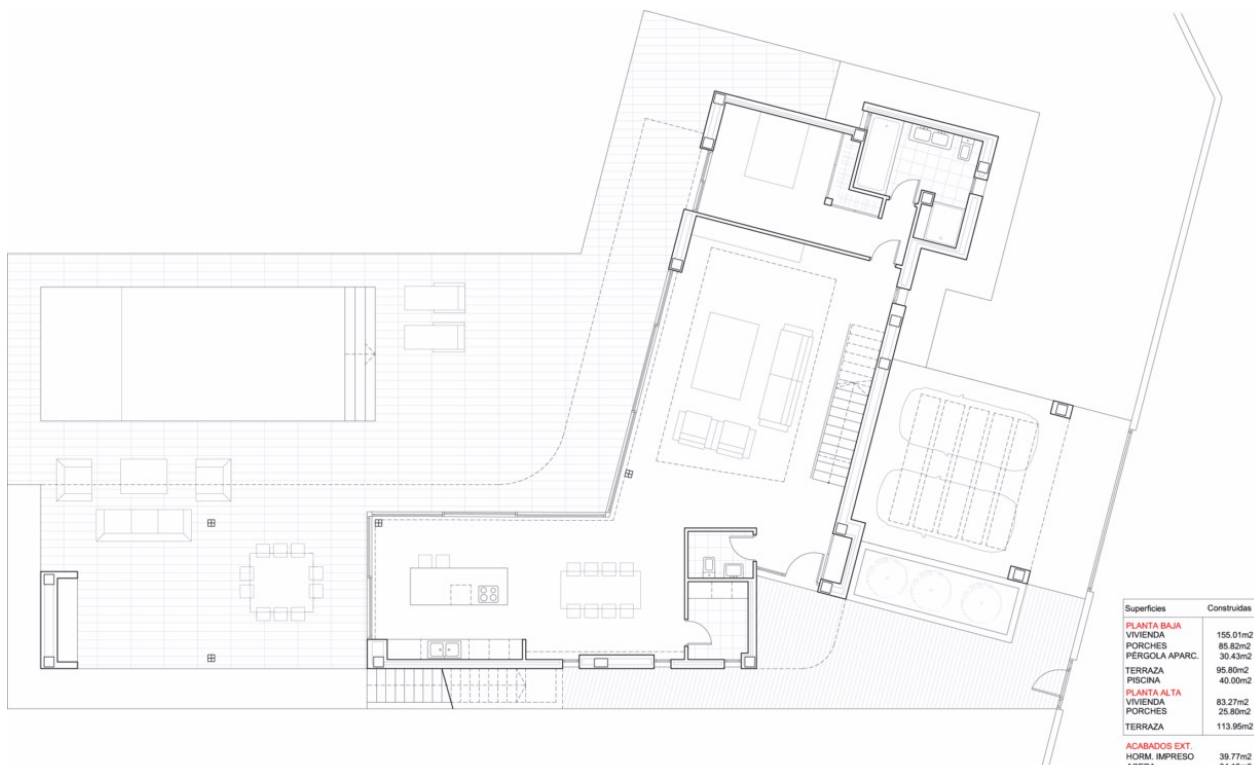 Superficies Construidas
PLANTA BAJA
VIVIENDA 155.01m2
PORCHES 85.82m2
PÉRGOLA APARC. 30.43m2
TERRAZA 95.80m2
PISCINA 40.00m2
PLANTA ALTA
VIVIENDA 83.27m2
PORCHES 25.80m2
TERRAZA 113.95m2
ACABADOS EXT.
HORM. IMPRESO 39.77m2